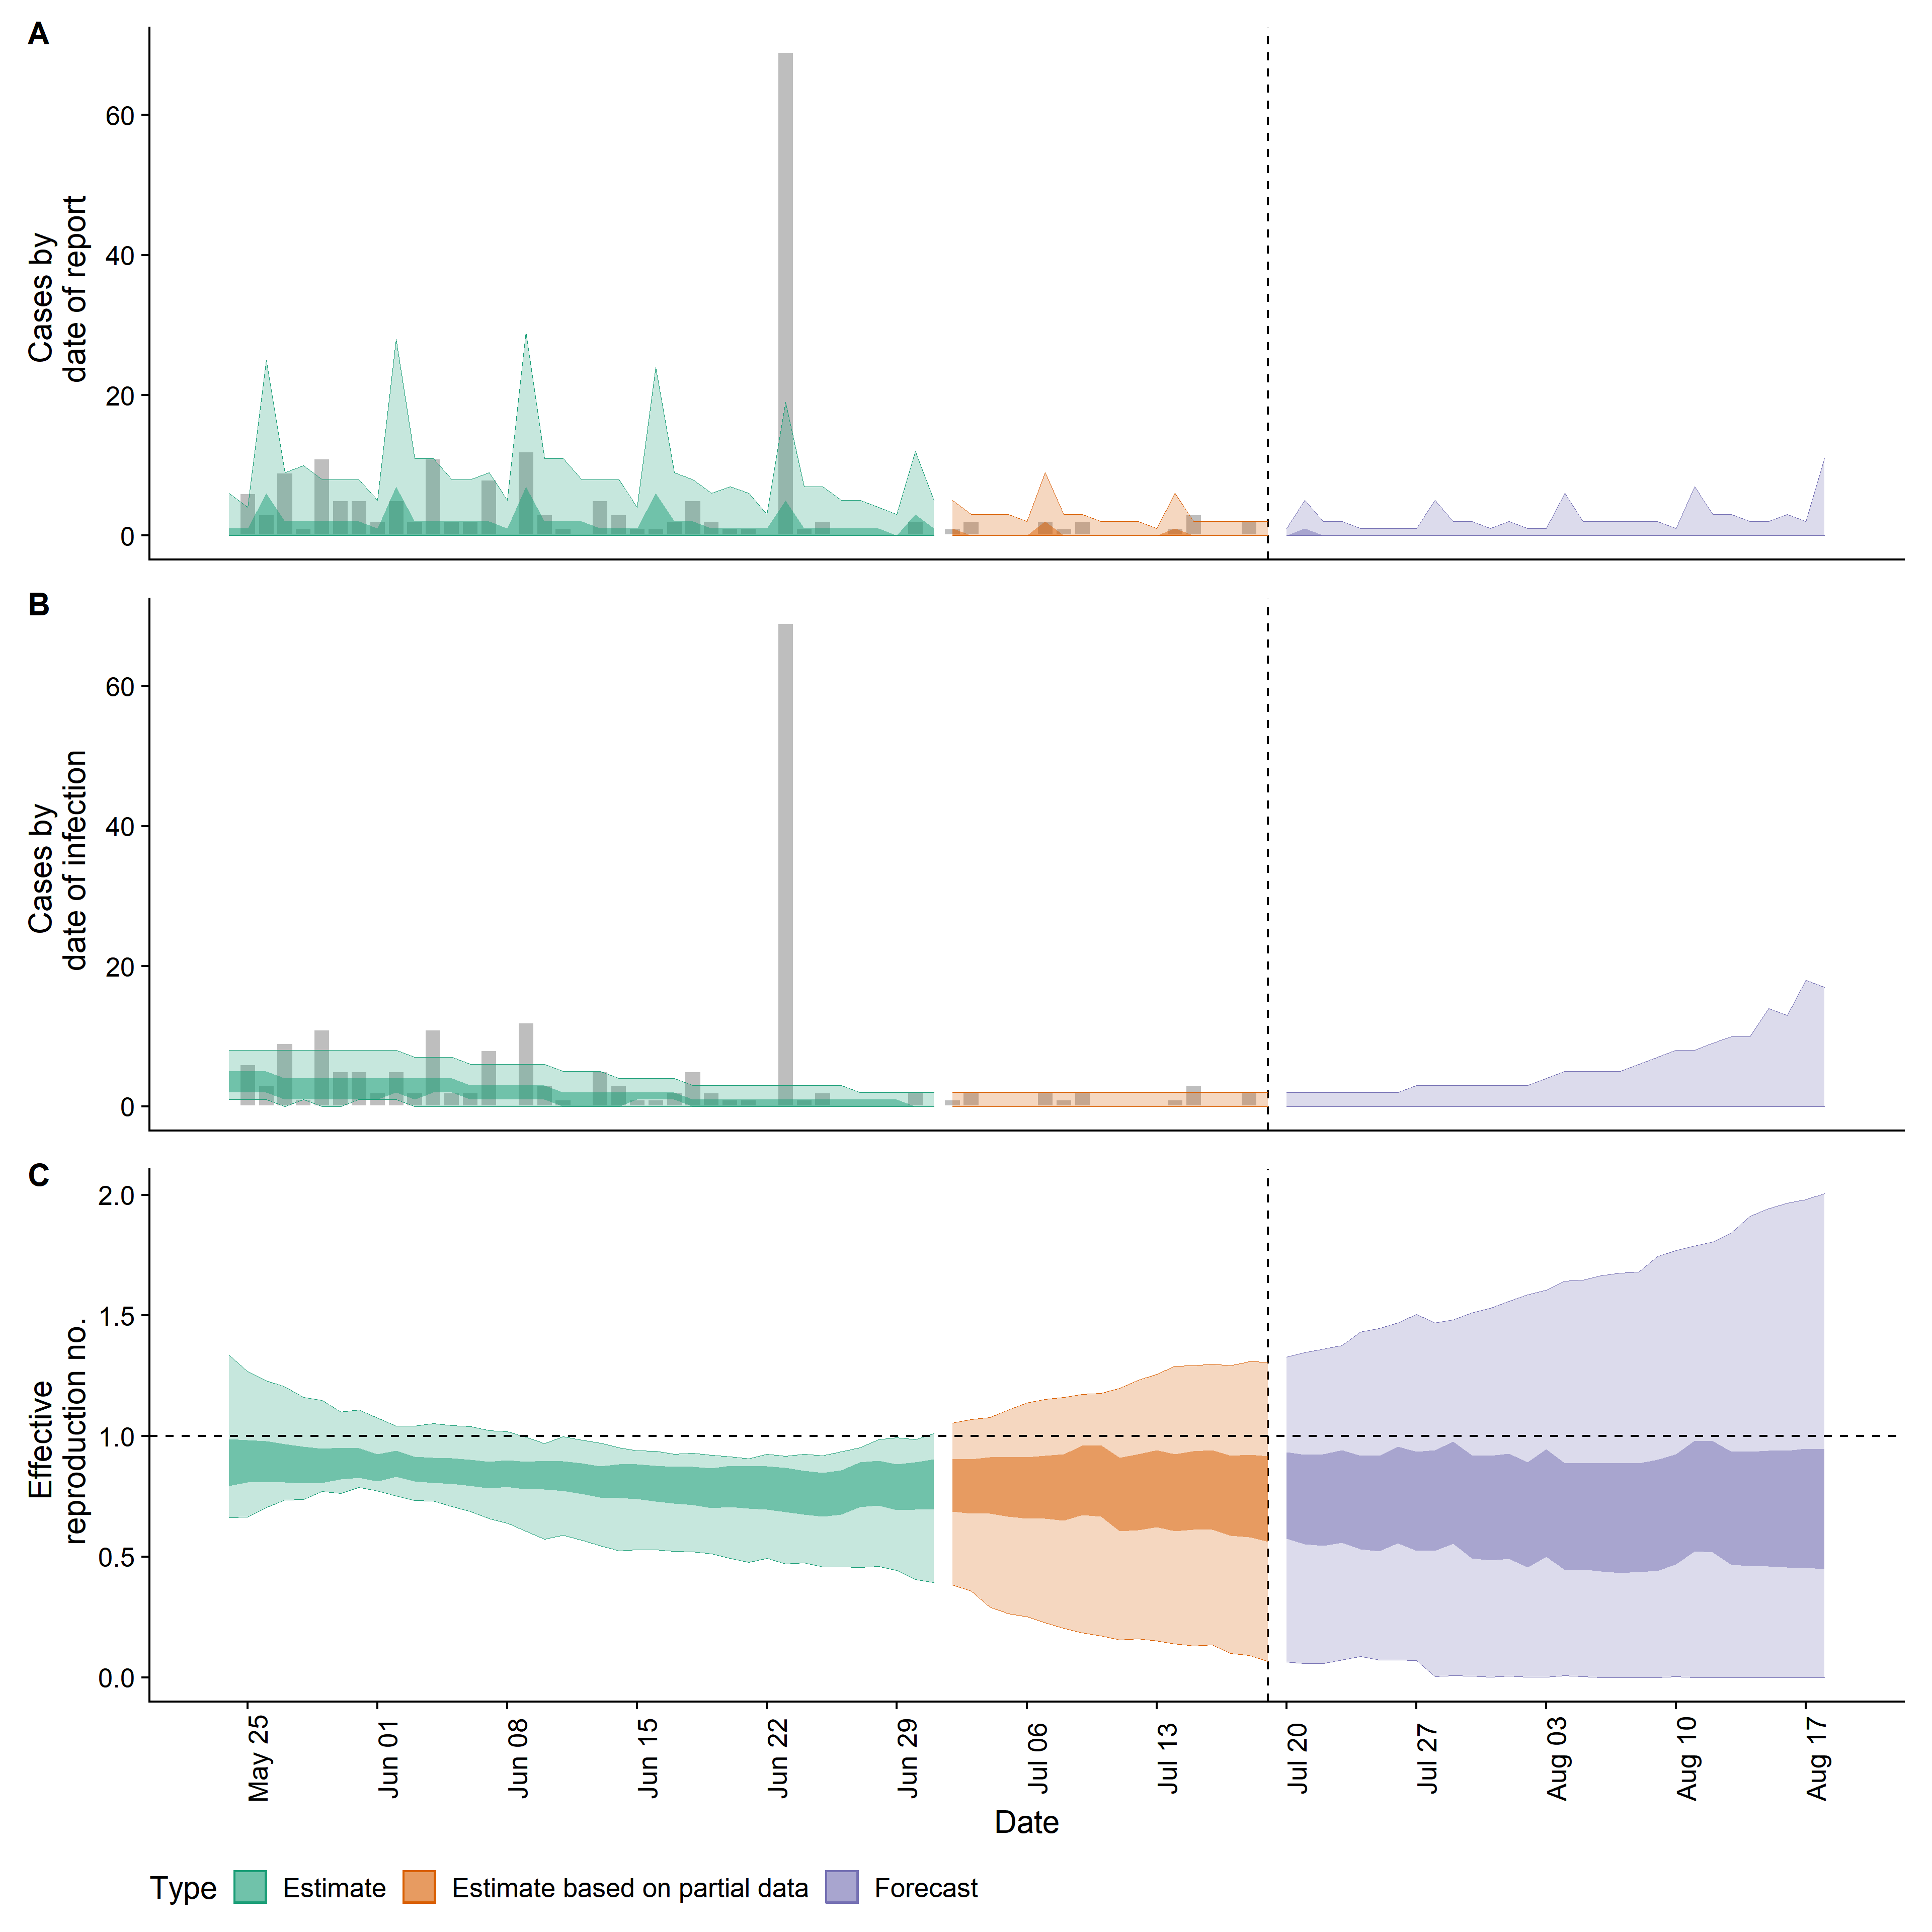 A
Cases by
date of report
60
40
20
0
B
Cases by
date of infection
60
40
20
0
C
Effective
reproduction no.
2.0
1.5
1.0
0.5
0.0
May 25
Jun 01
Jun 08
Jun 15
Jun 22
Jun 29
Jul 06
Jul 13
Jul 20
Jul 27
Aug 03
Aug 10
Aug 17
Date
Type Estimate Estimate based on partial data Forecast